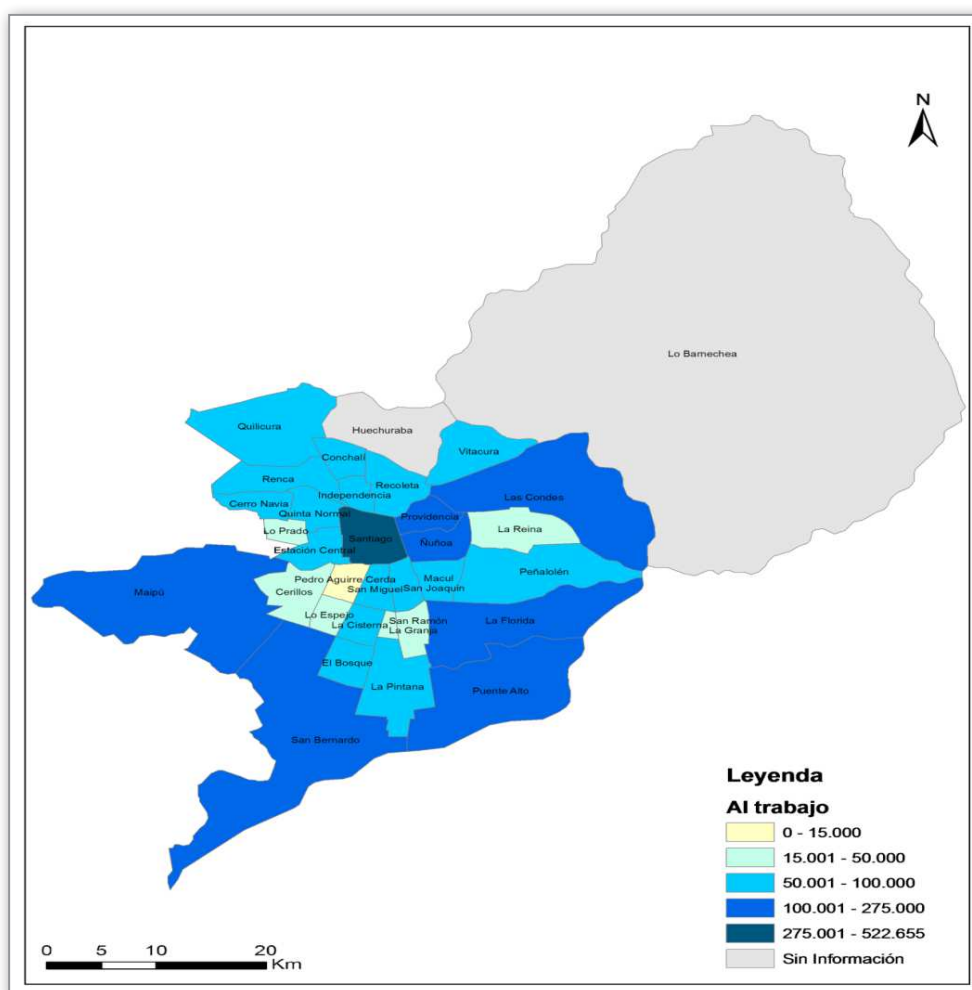 N
Lo Barnechea
Quilicura
Huechuraba
Vitacura
Conchalí
Renca
Recoleta
Independencia
Las Condes
Cerro Navia
Quinta Normal
Providencia
Lo Prado
La Reina
Santiago
Ñuñoa
Estación Central
Peñalolén
Pedro Aguirre Cerda
Macul
San Miguel
San Joaquín
Maipú
Cerillos
Lo Espejo
San Ramón
La Florida
La Cisterna
La Granja
El Bosque
La Pintana
Puente Alto
San Bernardo
Leyenda
Al trabajo
0 - 15.000
15.001 - 50.000
50.001 - 100.000
100.001 - 275.000
275.001 - 522.655
Sin Información
0 5 10 20
Km